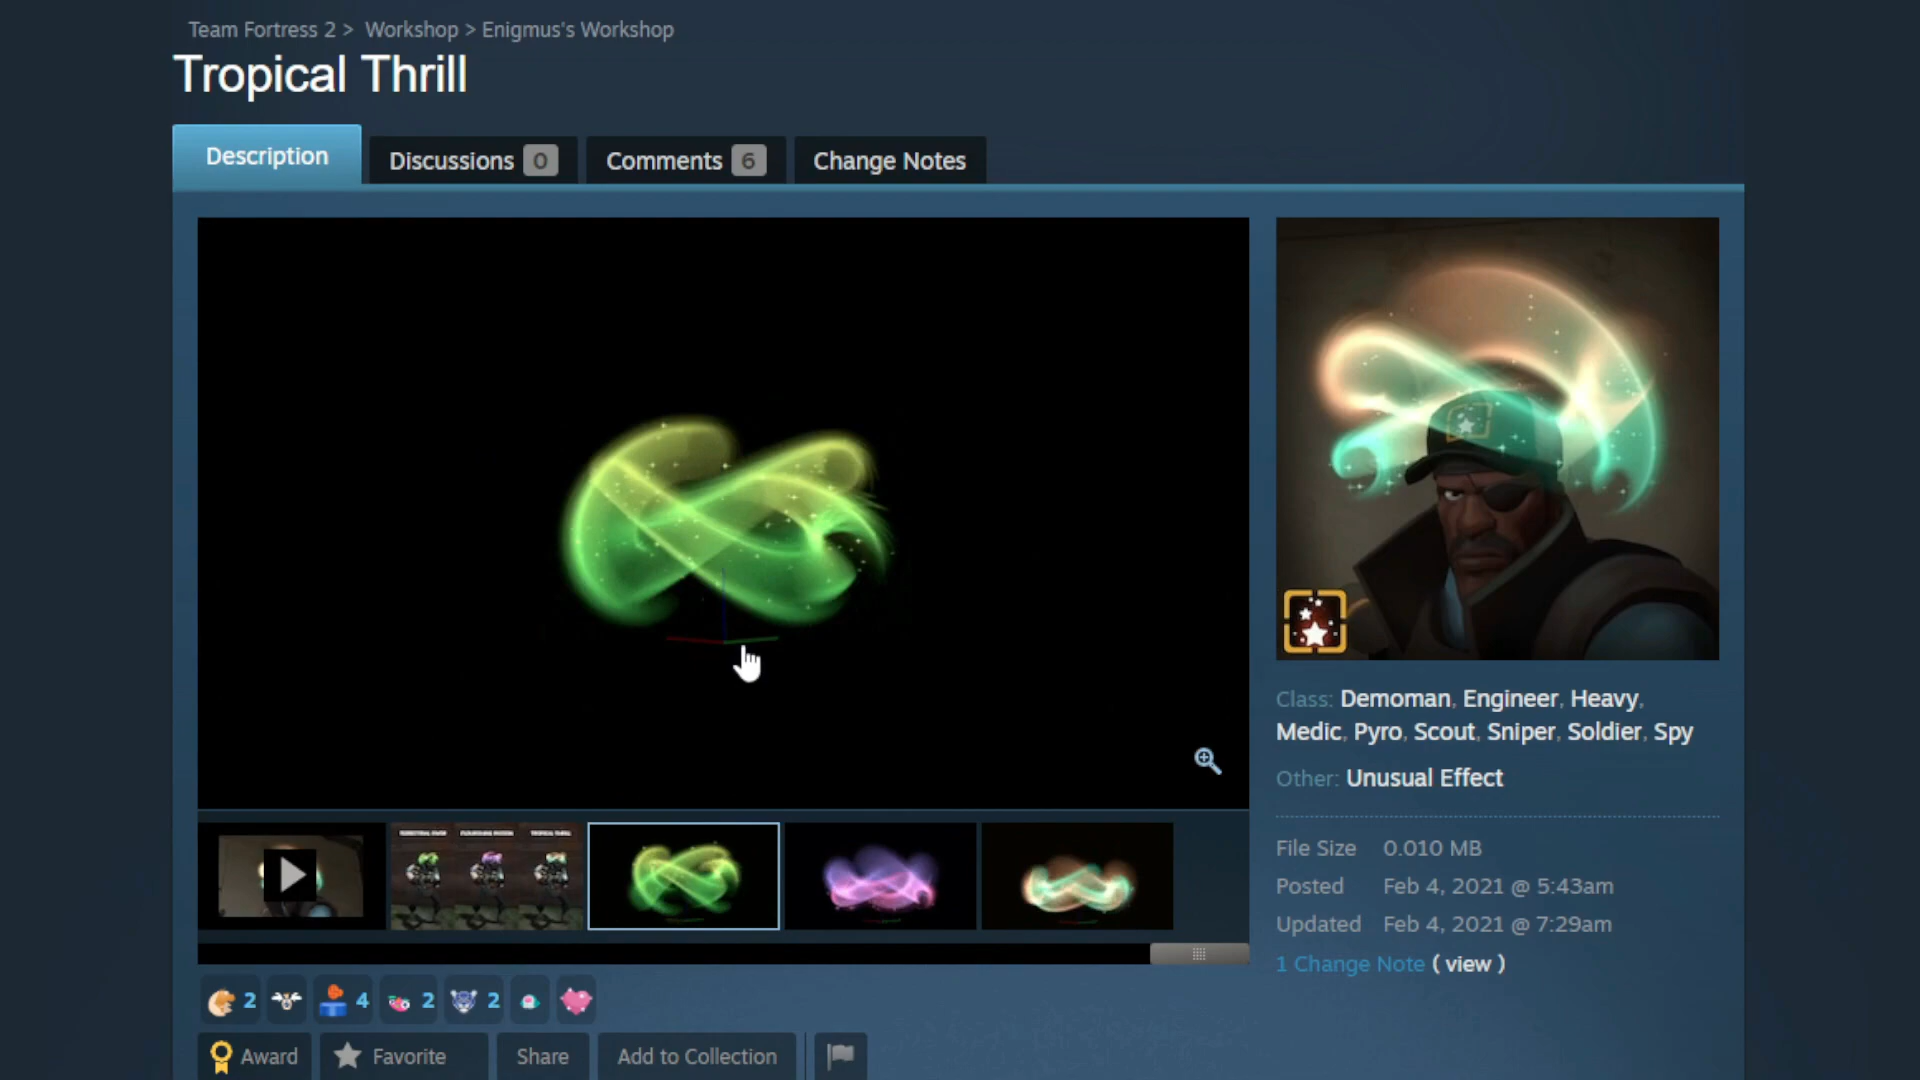 Team Fortress 2 > Workshop > Enigmus's Workshop
Tropical Thrill
Description
Discussions 0
Comments 6
Change Notes
TROPICAL THRILL
Class: Demoman, Engineer, Heavy,
Medic, Pyro, Scout, Sniper, Soldier, Spy
Other: Unusual Effect
File Size 0.010 MB
Posted Feb 4, 2021 @ 5:43am
Updated Feb 4, 2021 @ 7:29am
1 Change Note ( view )
2
4
2
2
Award
Favorite
Share
Add to Collection